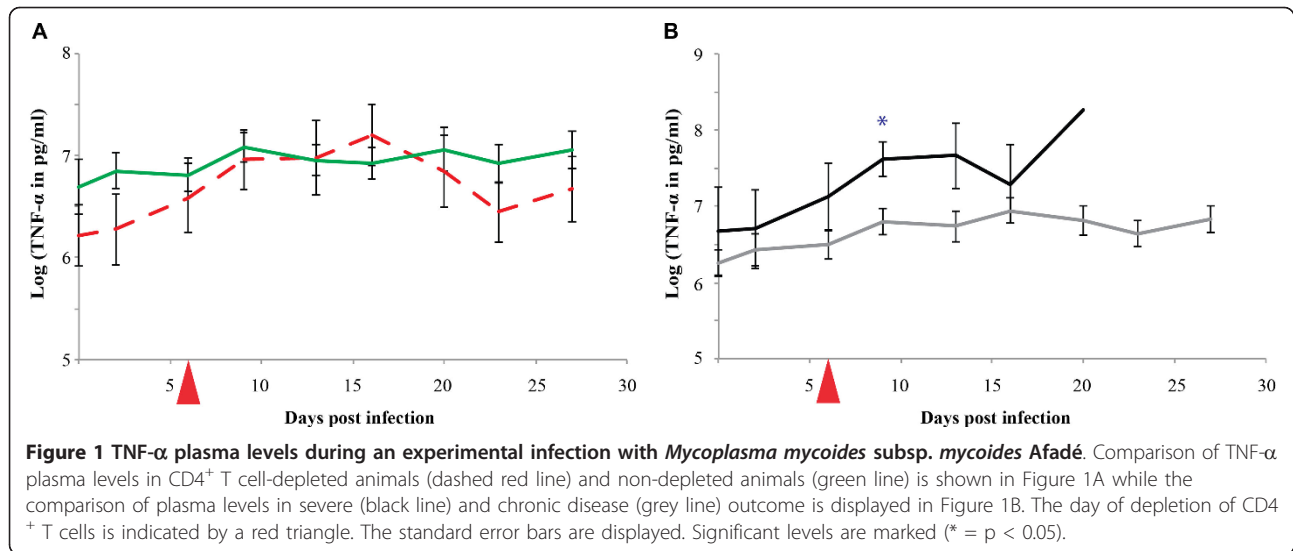 A
8
7
6
5
Log (TNF-α in pg/ml)
5 10 15 20 25 30
Days post infection
B
9
8
7
6
5
Log (TNF-α in pg/ml)
*
5 10 15 20 25 30
Days post infection
Figure 1 TNF-α plasma levels during an experimental infection with Mycoplasma mycoides subsp. mycoides Afadé. Comparison of TNF-α
plasma levels in CD4+ T cell-depleted animals (dashed red line) and non-depleted animals (green line) is shown in Figure 1A while the
comparison of plasma levels in severe (black line) and chronic disease (grey line) outcome is displayed in Figure 1B. The day of depletion of CD4
+ T cells is indicated by a red triangle. The standard error bars are displayed. Significant levels are marked (* = p < 0.05).